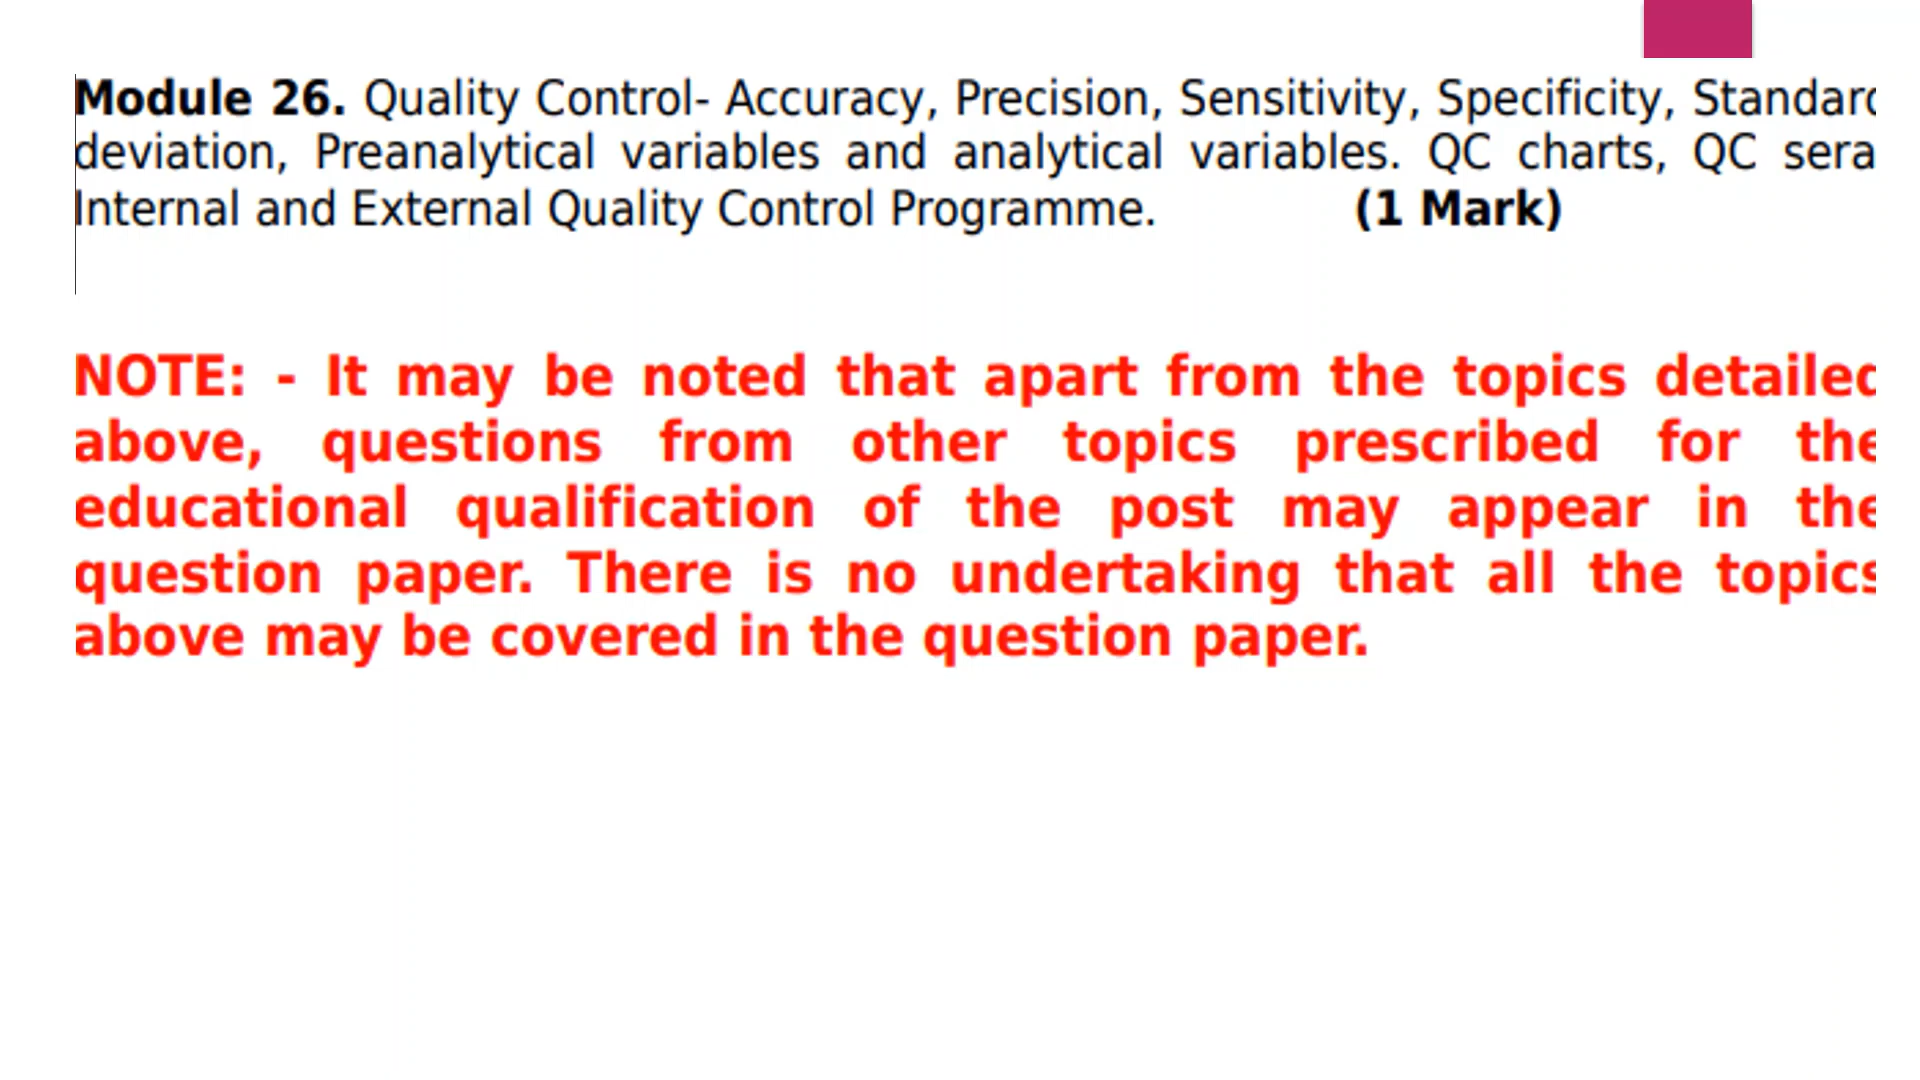 Module 26. Quality Control- Accuracy, Precision, Sensitivity, Specificity, Standard
deviation, Preanalytical variables and analytical variables. QC charts, QC sera
Internal and External Quality Control Programme. (1 Mark)
NOTE: - It may be noted that apart from the topics detailed
above, questions from other topics prescribed for the
educational qualification of the post may appear in the
question paper. There is no undertaking that all the topics
above may be covered in the question paper.